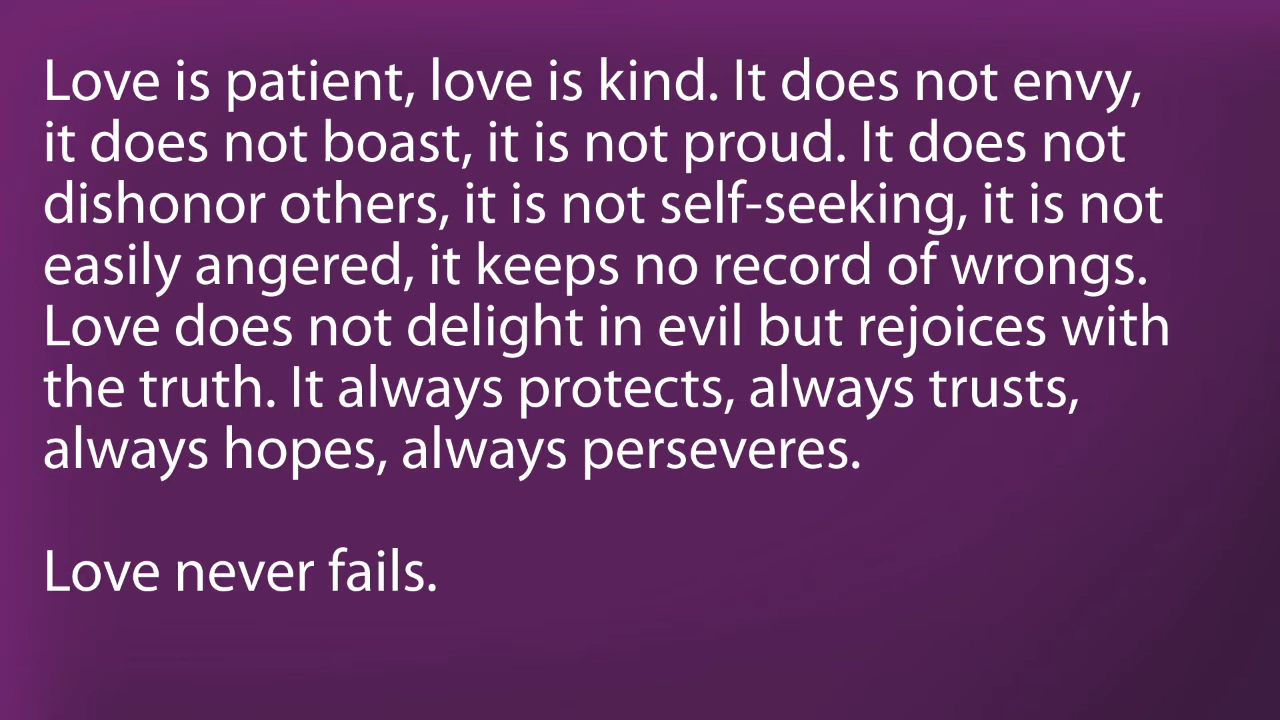 Love is patient, love is kind. It does not envy,
it does not boast, it is not proud. It does not
dishonor others, it is not self-seeking, it is not
easily angered, it keeps no record of wrongs.
Love does not delight in evil but rejoices with
the truth. It always protects, always trusts,
always hopes, always perseveres.
Love never fails.